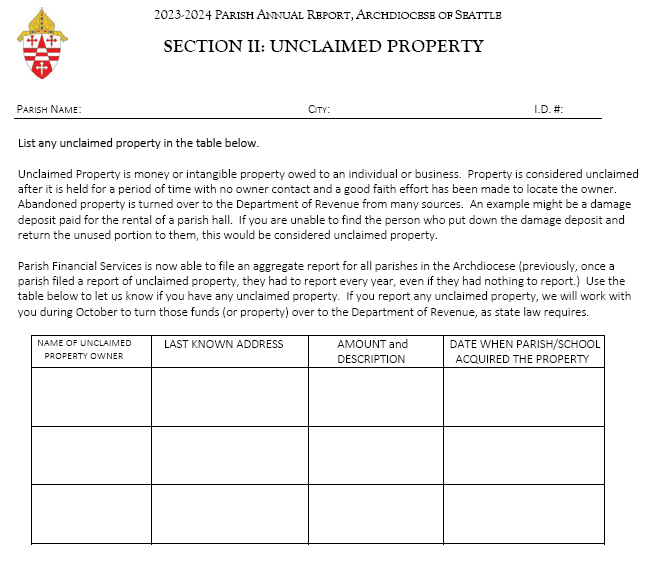 2023-2024 Parish Annual Report, Archdiocese of Seattle
SECTION II: UNCLAIMED PROPERTY
Parish Name: City: I.D. #:
List any unclaimed property in the table below.
Unclaimed Property is money or intangible property owed to an individual or business.  Property is considered unclaimed
after it is held for a period of time with no owner contact and a good faith effort has been made to locate the owner.
Abandoned property is turned over to the Department of Revenue from many sources.  An example might be a damage
deposit paid for the rental of a parish hall.  If you are unable to find the person who put down the damage deposit and
return the unused portion to them, this would be considered unclaimed property.
Parish Financial Services is now able to file an aggregate report for all parishes in the Archdiocese (previously, once a
parish filed a report of unclaimed property, they had to report every year, even if they had nothing to report.)  Use the
table below to let us know if you have any unclaimed property.  If you report any unclaimed property, we will work with
you during October to turn those funds (or property) over to the Department of Revenue, as state law requires.
NAME OF UNCLAIMED
PROPERTY OWNER
LAST KNOWN ADDRESS
AMOUNT and
DESCRIPTION
DATE WHEN PARISH/SCHOOL
ACQUIRED THE PROPERTY